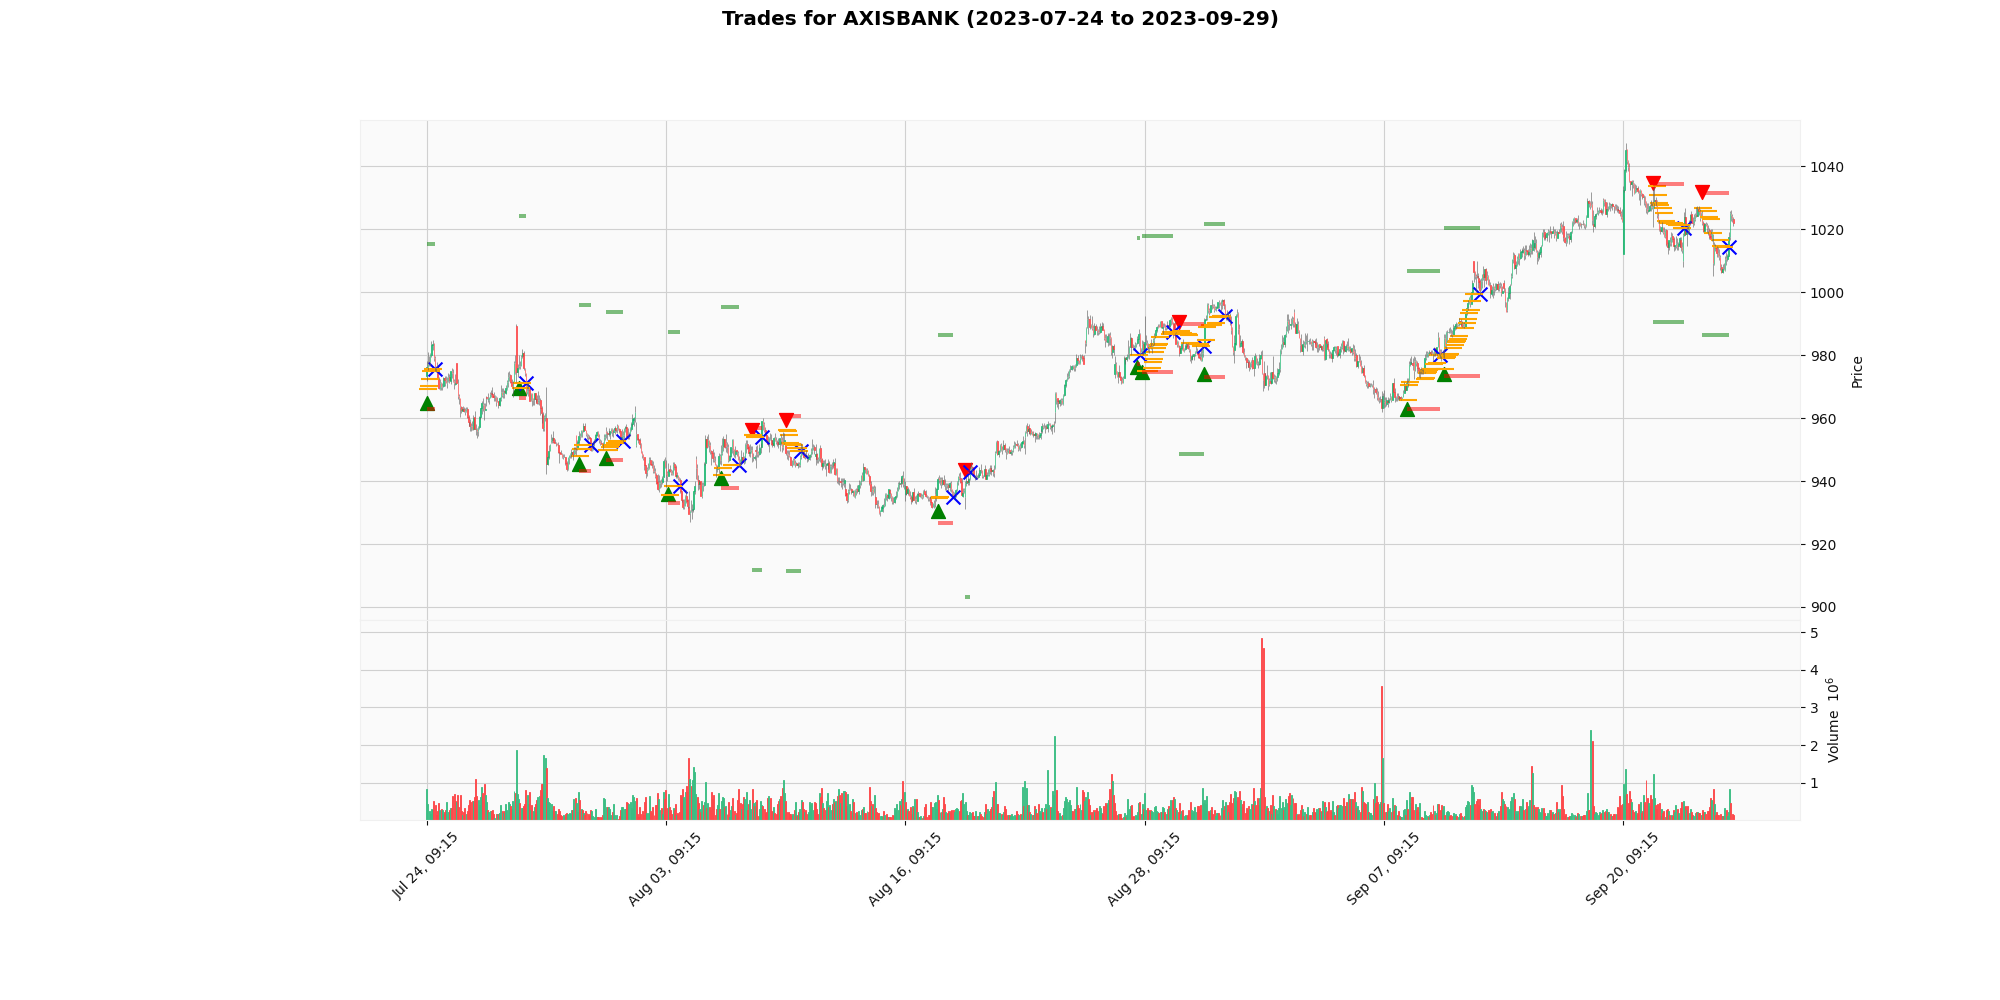 Trades for AXISBANK (2023-07-24 to 2023-09-29)
1040
1020
1000
980
960
940
920
900
Price
5
4
3
2
1
Volume 10⁶
Jul 24, 09:15
Aug 03, 09:15
Aug 16, 09:15
Aug 28, 09:15
Sep 07, 09:15
Sep 20, 09:15